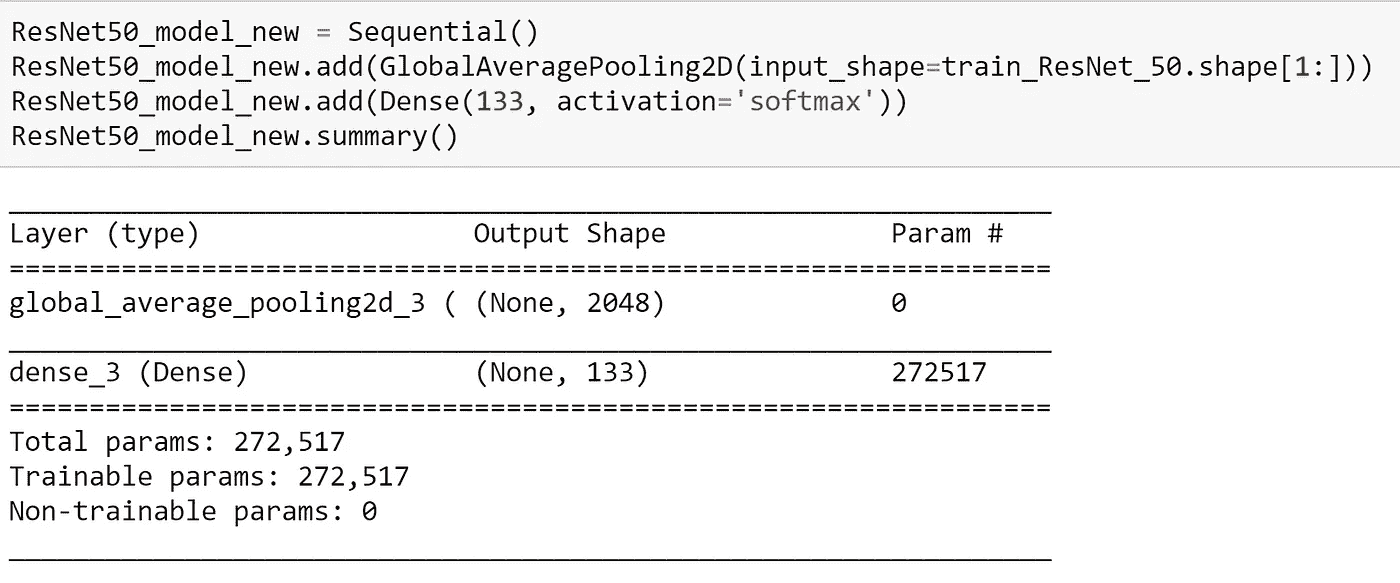 ResNet50_model_new = Sequential()
ResNet50_model_new.add(GlobalAveragePooling2D(input_shape=train_ResNet_50.shape[1:]))
ResNet50_model_new.add(Dense(133, activation='softmax'))
ResNet50_model_new.summary()
_________________________________________________________________
Layer (type)                 Output Shape              Param #
=================================================================
global_average_pooling2d_3 ( (None, 2048)              0
_________________________________________________________________
dense_3 (Dense)              (None, 133)               272517
=================================================================
Total params: 272,517
Trainable params: 272,517
Non-trainable params: 0
_________________________________________________________________